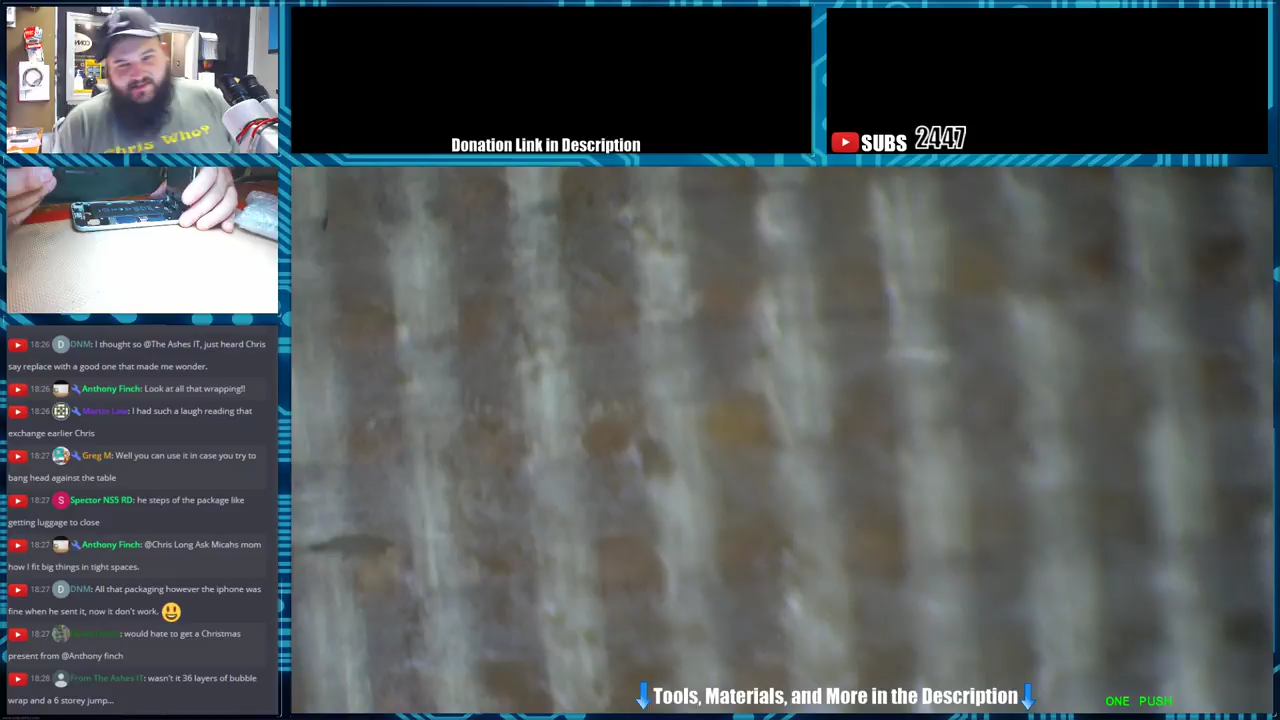 Chris Who?
Donation Link in Description
SUBS 2447
18:26 D DNM: I thought so @The Ashes IT, just heard Chris
say replace with a good one that made me wonder.
18:26 Anthony Finch: Look at all that wrapping!!
18:26 Martin Law: I had such a laugh reading that
exchange earlier Chris
18:27 Greg M: Well you can use it in case you try to
bang head against the table
18:27 S Spector NS5 RD: he steps of the package like
getting luggage to close
18:27 Anthony Finch: @Chris Long Ask Micahs mom
how I fit big things in tight spaces.
18:27 D DNM: All that packaging however the iphone was
fine when he sent it, now it don't work. 😃
18:27 : would hate to get a Christmas
present from @Anthony finch
18:28 From The Ashes IT: wasn't it 36 layers of bubble
wrap and a 6 storey jump...
Tools, Materials, and More in the Description
ONE PUSH